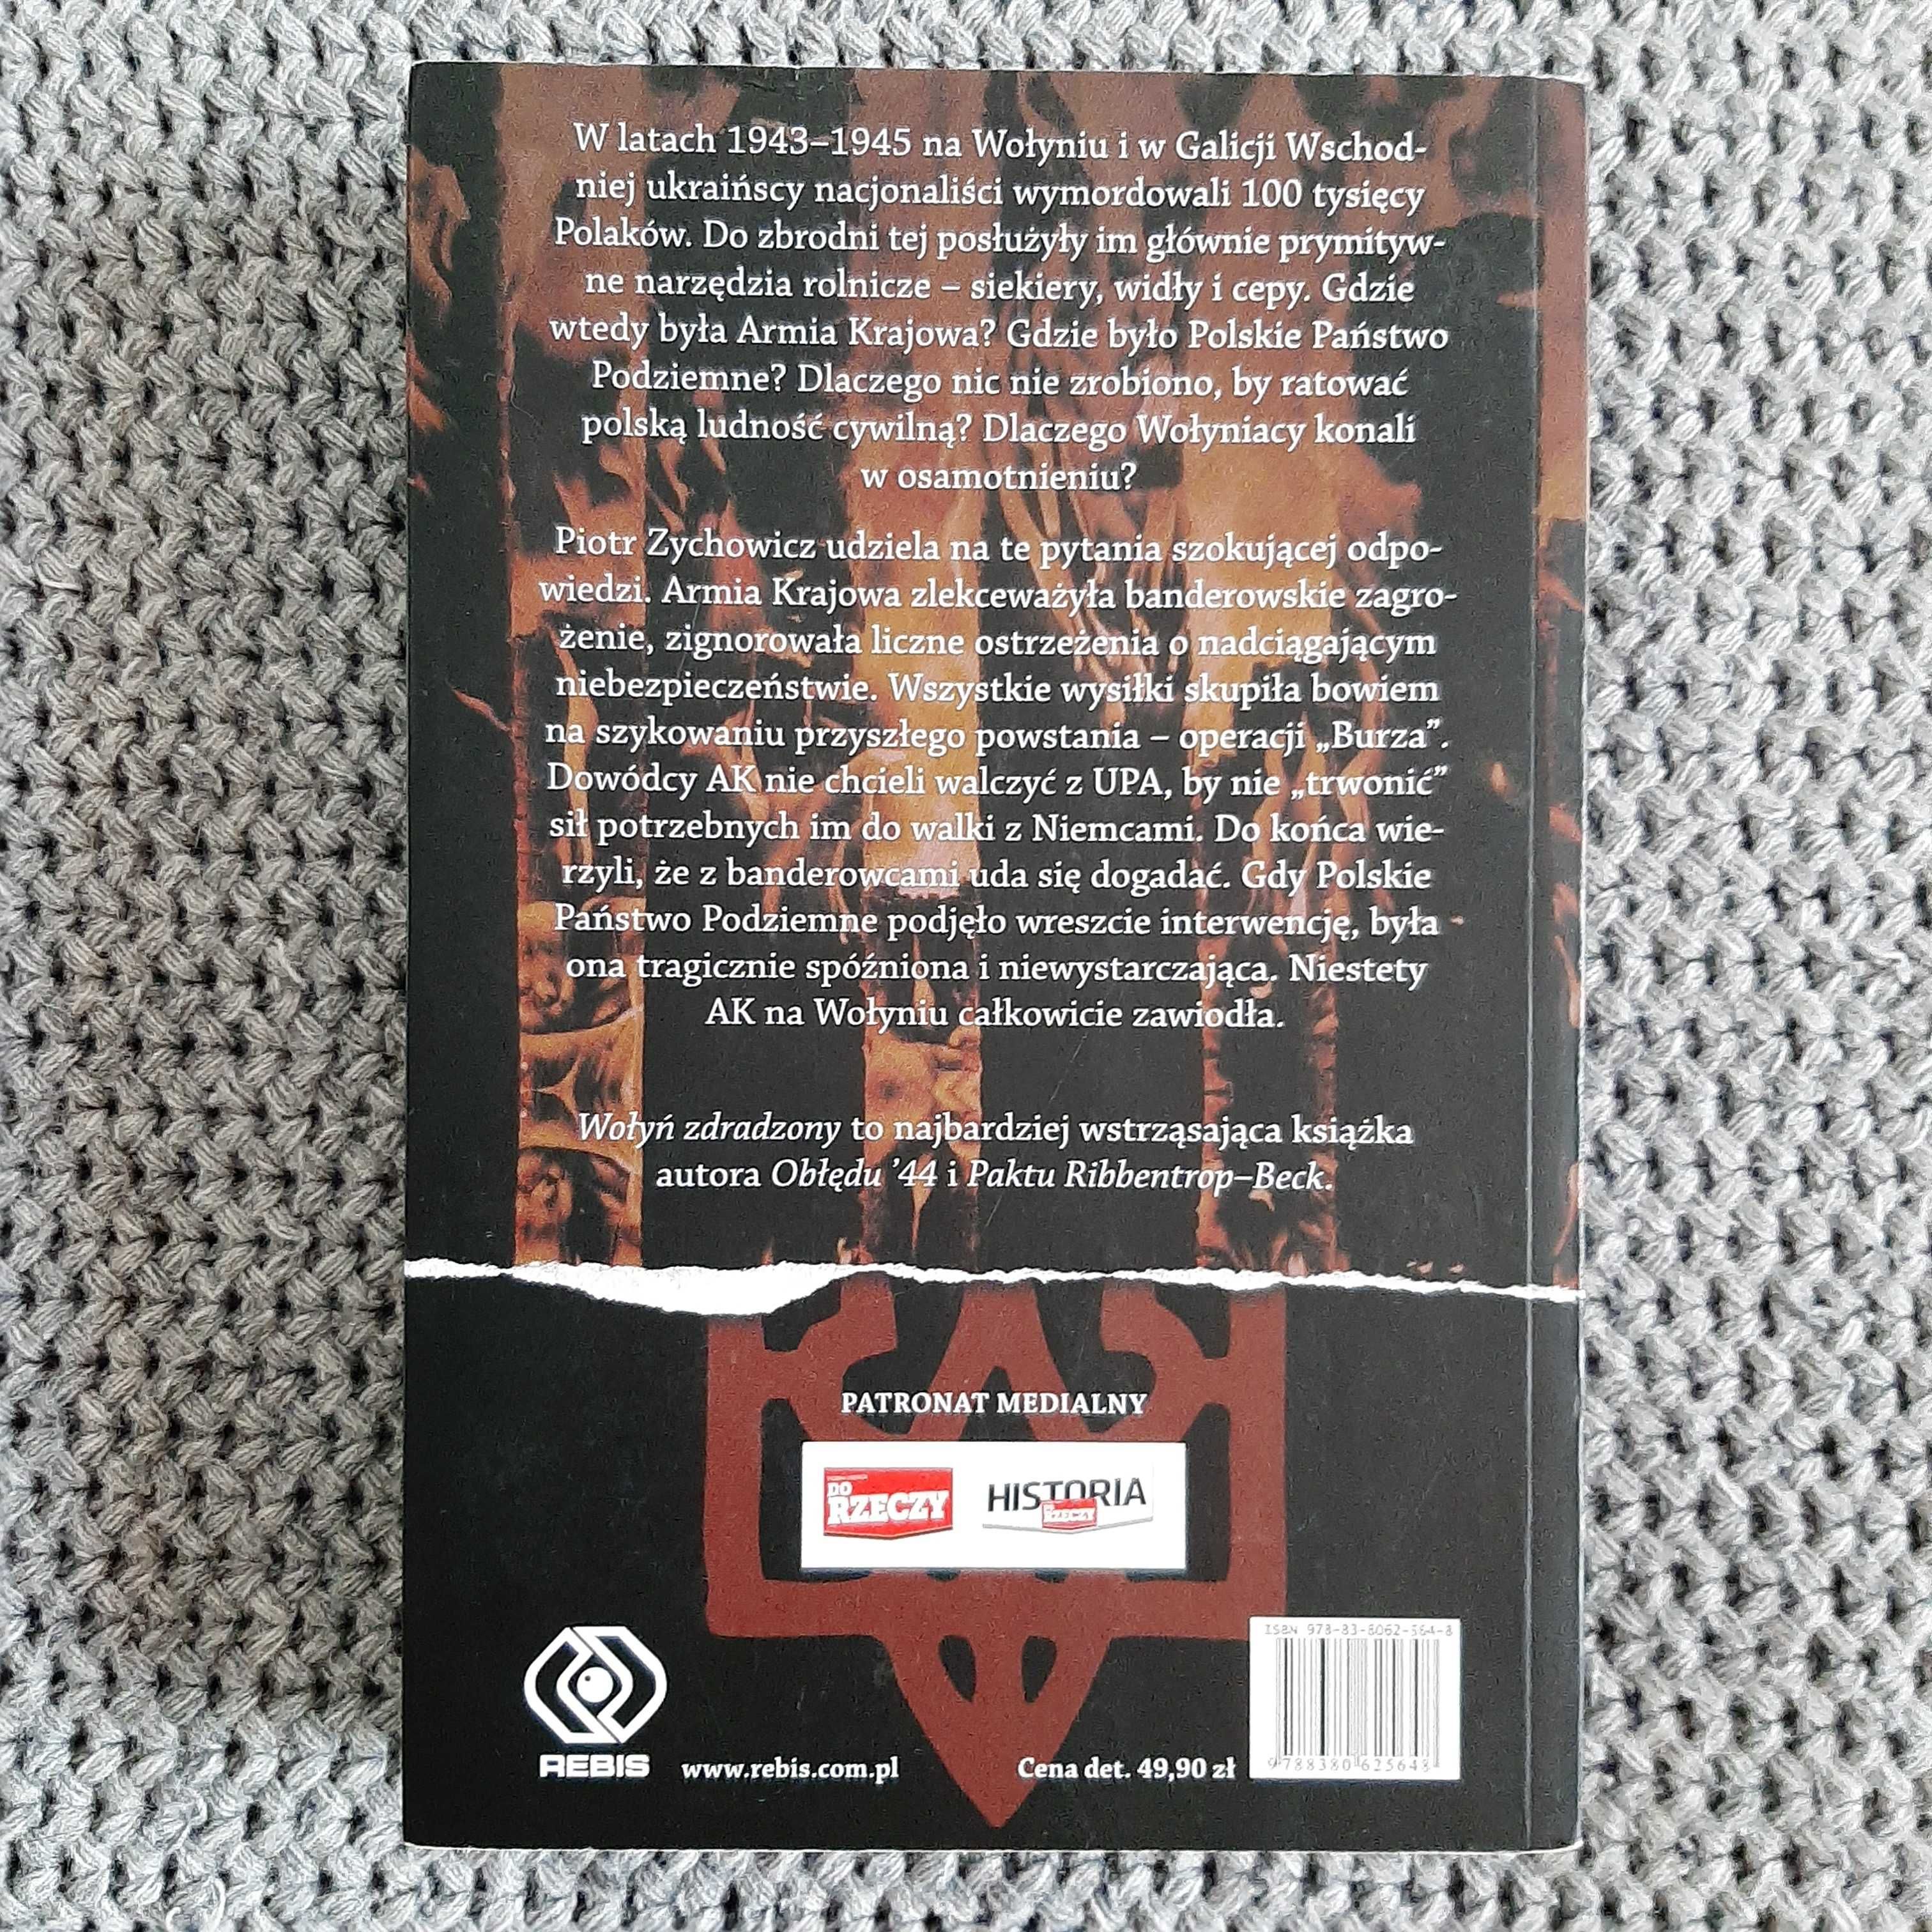 W latach 1943–1945 na Wołyniu i w Galicji Wschod-
niej ukraińscy nacjonaliści wymordowali 100 tysięcy
Polaków. Do zbrodni tej posłużyły im głównie prymityw-
ne narzędzia rolnicze – siekiery, widły i cepy. Gdzie
wtedy była Armia Krajowa? Gdzie było Polskie Państwo
Podziemne? Dlaczego nic nie zrobiono, by ratować
polską ludność cywilną? Dlaczego Wołyniacy konali
w osamotnieniu?
Piotr Zychowicz udziela na te pytania szokującej odpo-
wiedzi. Armia Krajowa zlekceważyła banderowskie zagro-
żenie, zignorowała liczne ostrzeżenia o nadciągającym
niebezpieczeństwie. Wszystkie wysiłki skupiła bowiem
na szykowaniu przyszłego powstania – operacji „Burza”.
Dowódcy AK nie chcieli walczyć z UPA, by nie „trwonić”
sił potrzebnych im do walki z Niemcami. Do końca wie-
rzyli, że z banderowcami uda się dogadać. Gdy Polskie
Państwo Podziemne podjęło wreszcie interwencję, była
ona tragicznie spóźniona i niewystarczająca. Niestety
AK na Wołyniu całkowicie zawiodła.
Wołyń zdradzony to najbardziej wstrząsająca książka
autora Obłędu ’44 i Paktu Ribbentrop–Beck.
PATRONAT MEDIALNY
DO
RZECZY
HISTORIA
DO
RZECZY
ISBN 978-83-8062-564-8
9 788380 625648
REBIS
www.rebis.com.pl
Cena det. 49,90 zł